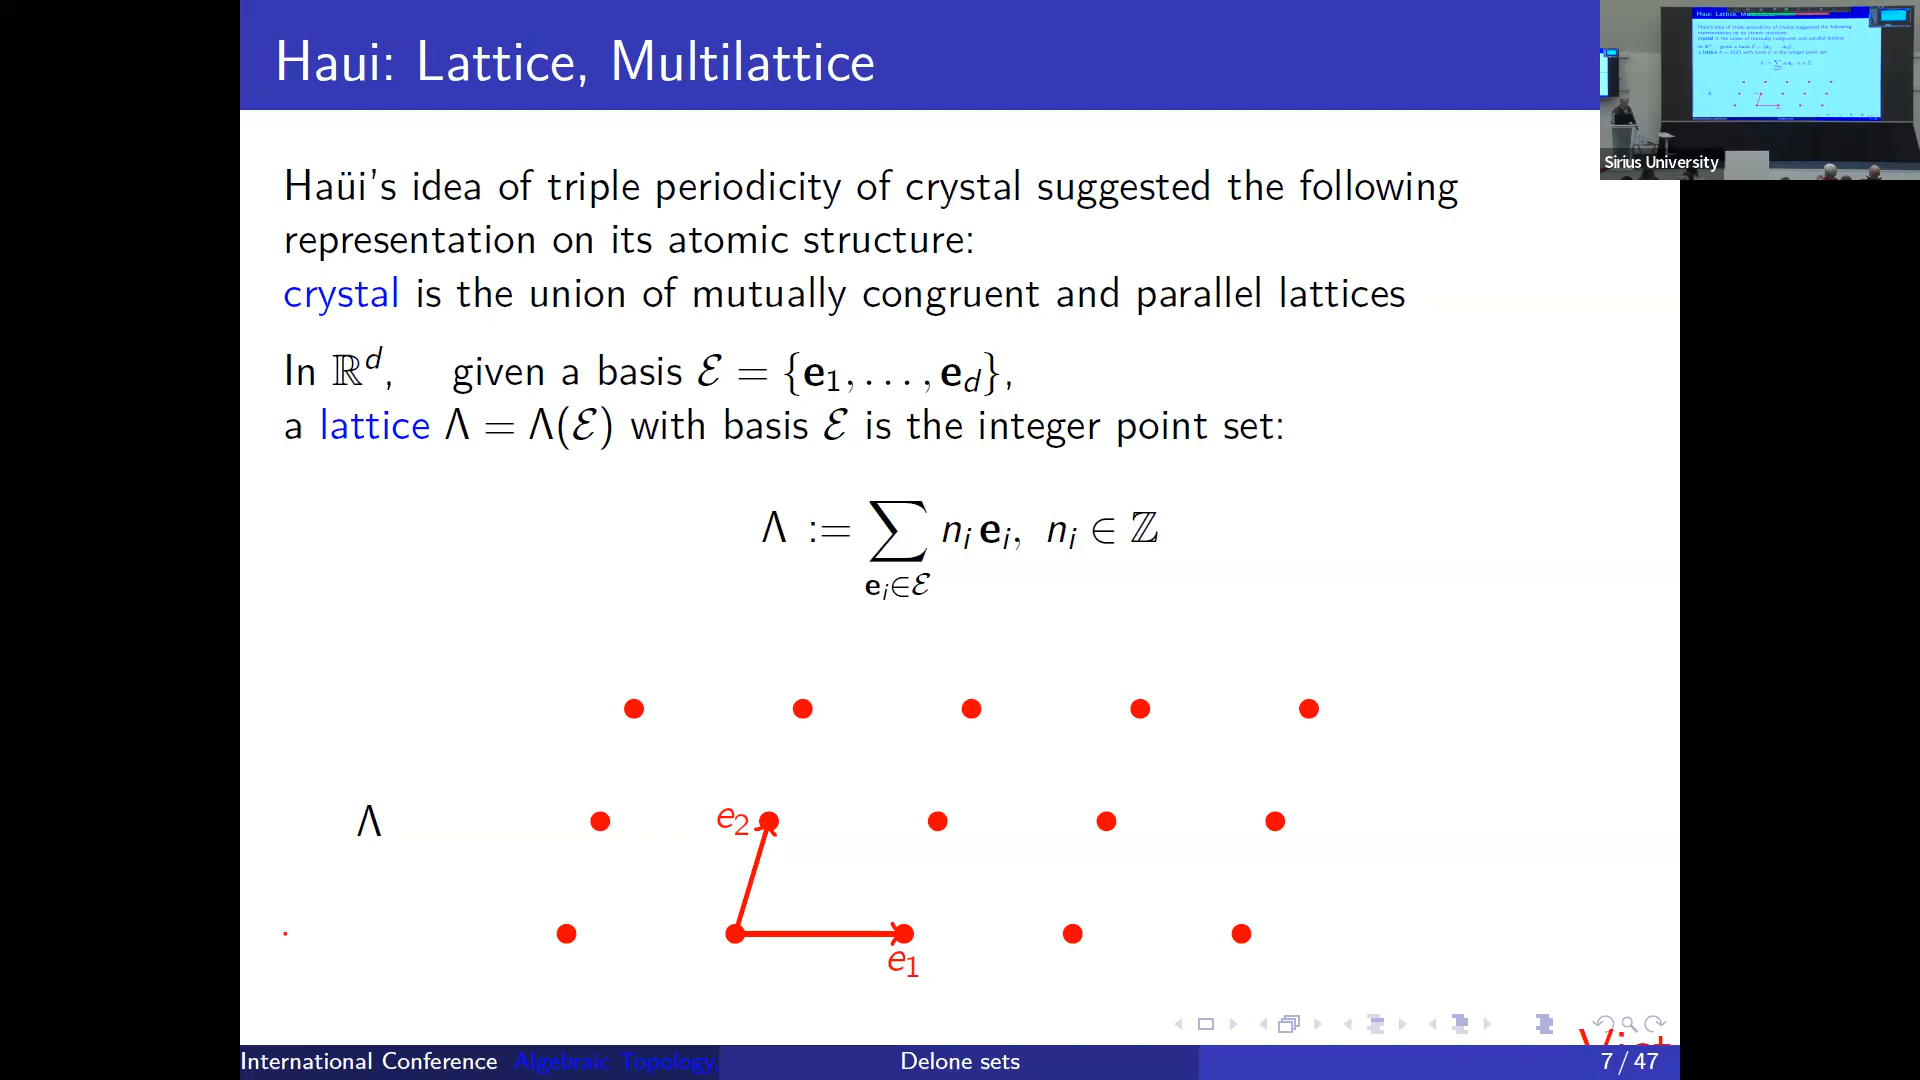 Haui: Lattice, Multilattice
Sirius University
Haüi's idea of triple periodicity of crystal suggested the following
representation on its atomic structure:
crystal is the union of mutually congruent and parallel lattices
In ℝᵈ, given a basis ℰ = {e₁, . . . , e_d},
a lattice Λ = Λ(ℰ) with basis ℰ is the integer point set:
Λ := ∑_{e_i∈ℰ} n_i e_i, n_i ∈ ℤ
Λ
e₂
e₁
International Conference Algebraic Topology,
Delone sets
7 / 47